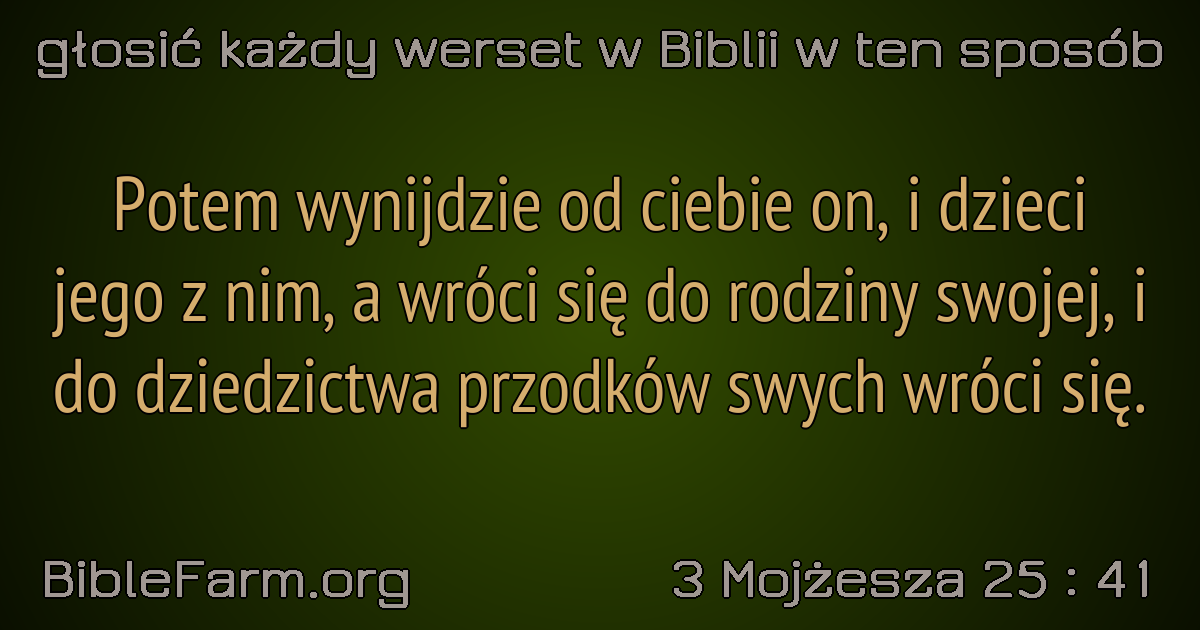 głosić każdy werset w Biblii w ten sposób
Potem wynijdzie od ciebie on, i dzieci
jego z nim, a wróci się do rodziny swojej, i
do dziedzictwa przodków swych wróci się.
BibleFarm.org
3 Mojżesza 25 : 41